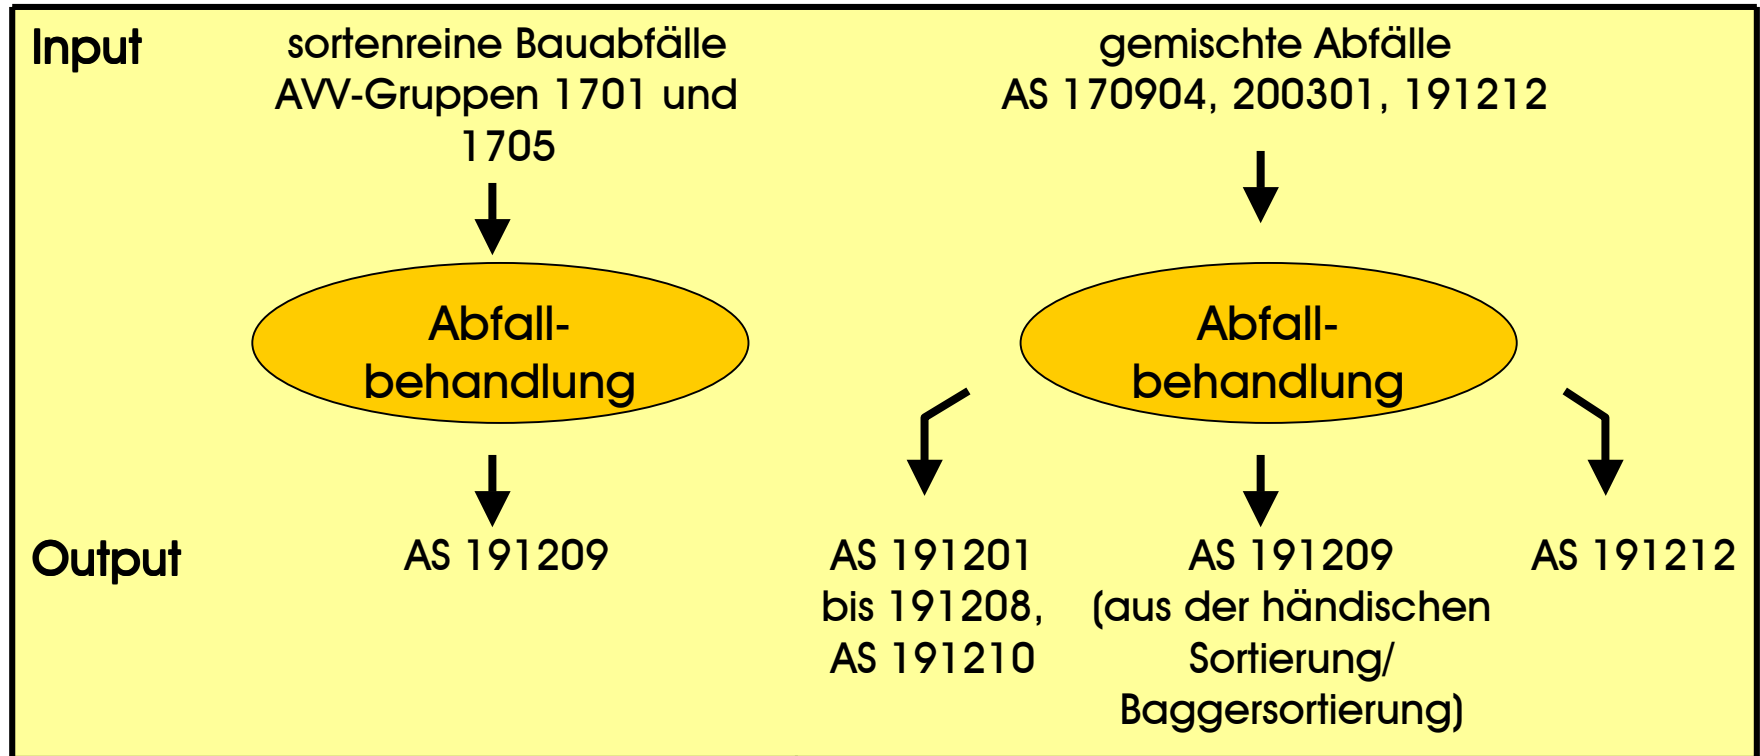 Input
sortenreine Bauabfälle
AVV-Gruppen 1701 und
1705
gemischte Abfälle
AS 170904, 200301, 191212
Abfall-
behandlung
Abfall-
behandlung
Output
AS 191209
AS 191201
bis 191208,
AS 191210
AS 191209
(aus der händischen
Sortierung/
Baggersortierung)
AS 191212